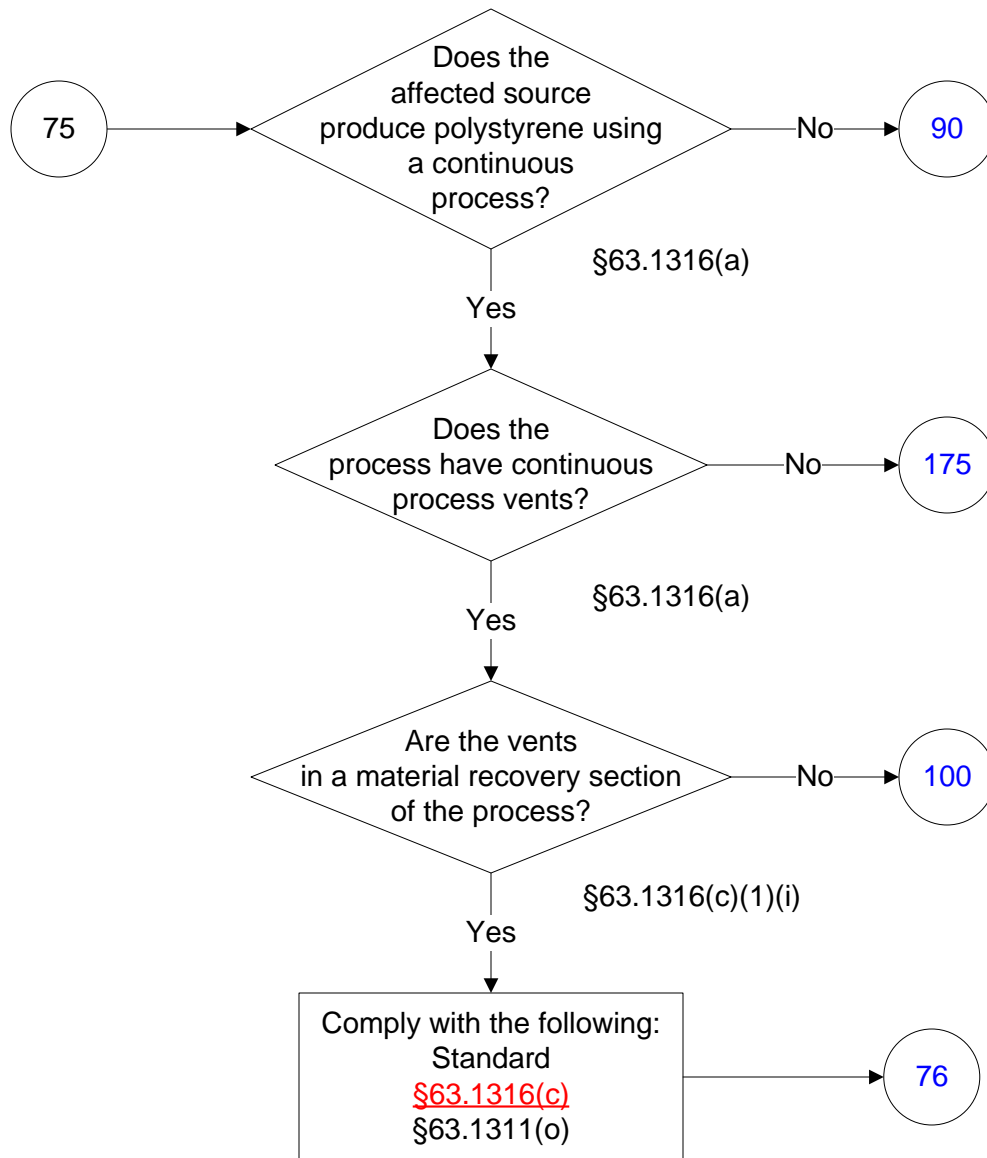 75
Does the
affected source
produce polystyrene using
a continuous
process?
No
90
§63.1316(a)
Yes
Does the
process have continuous
process vents?
No
175
§63.1316(a)
Yes
Are the vents
in a material recovery section
of the process?
No
100
§63.1316(c)(1)(i)
Yes
Comply with the following:
Standard
§63.1316(c)
§63.1311(o)
76